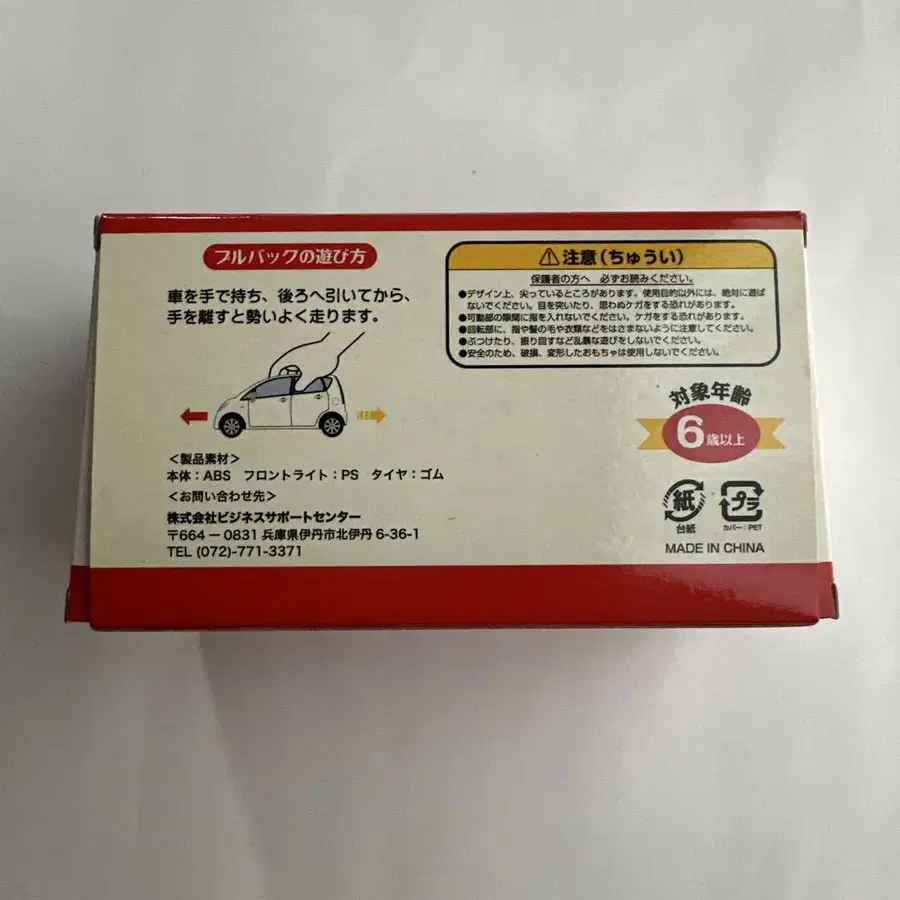 プルバックの遊び方
車を手で持ち、後ろへ引いてから、
手を離すと勢いよく走ります。
<製品素材>
本体:ABS フロントライト:PS タイヤ:ゴム
<お問い合わせ先>
株式会社ビジネスサポートセンター
〒664-0831 兵庫県伊丹市北伊丹 6-36-1
TEL (072)-771-3371
注意(ちゅうい)
保護者の方へ 必ずお読みください。
●デザイン上、尖っているところがあります。使用目的以外には、絶対に遊ば
ないでください。目を突いたり、思わぬケガをする恐れがあります。
●可動部の隙間に指を入れないでください。ケガをする恐れがあります。
●回転部に、指や髪の毛や衣類などをはさまないように注意してください。
●ぶつけたり、振り回すなど乱暴な遊びをしないでください。
●安全のため、破損、変形したおもちゃは使用しないでください。
対象年齢
6歳以上
紙
台紙
プラ
カバー:PET
MADE IN CHINA